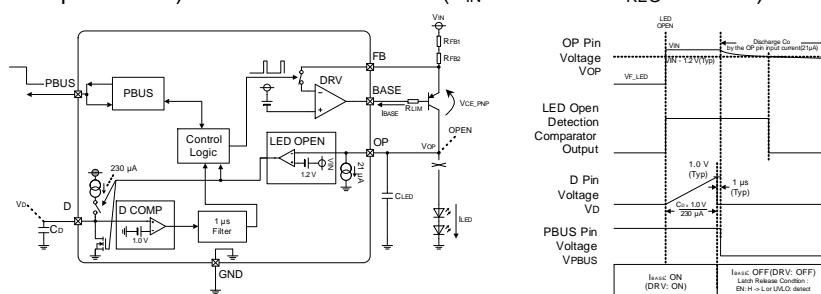 VIN
LED
OPEN
RFB1
RFB2
FB
DRV
BASE
RLIM
IBASE
VCE_PNP
PBUS
PBUS
Control
Logic
LED OPEN
VIN
1.2 V
21 µA
OP
VOP
OPEN
CLED
ILED
230 µA
VD
D
CD
D COMP
1.0 V
1 µs
Filter
GND
OP Pin
Voltage
VOP
VIN
Discharge Co
by the OP pin input current(21µA)
VIN - 1.2 V(Typ)
VF_LED
LED Open
Detection
Comparator
Output
D Pin
Voltage
VD
1.0 V
(Typ)
1 µs
(Typ)
CD x 1.0 V
230 µA
PBUS Pin
Voltage
VPBUS
IBASE: ON
(DRV: ON)
IBASE: OFF(DRV: OFF)
Latch Release Condition :
EN: H -> L or UVLO: detect